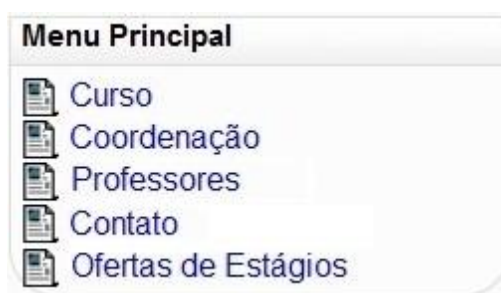 Menu Principal
Curso
Coordenação
Professores
Contato
Ofertas de Estágios